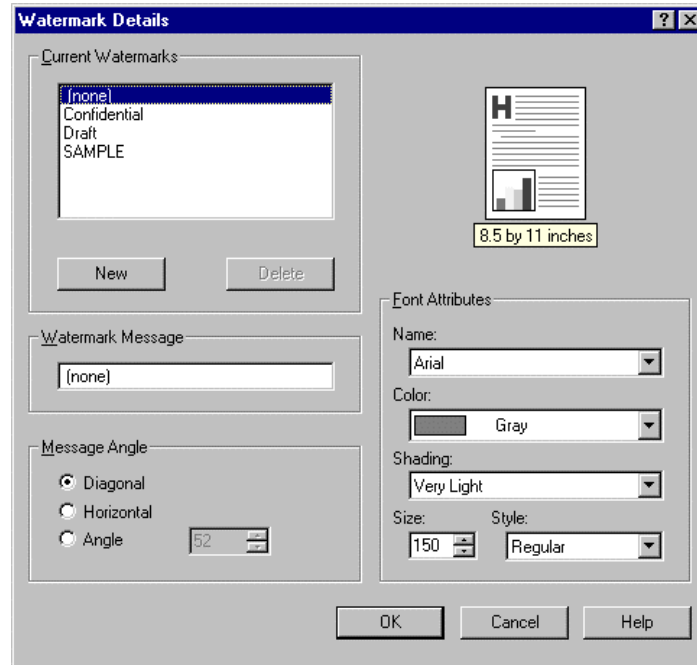 Watermark Details
Current Watermarks
(none)
Confidential
Draft
SAMPLE
New Delete
H
8.5 by 11 inches
Watermark Message
(none)
Message Angle
Diagonal
Horizontal
Angle 52
Font Attributes
Name:
Arial
Color:
Gray
Shading:
Very Light
Size: Style:
150 Regular
OK Cancel Help